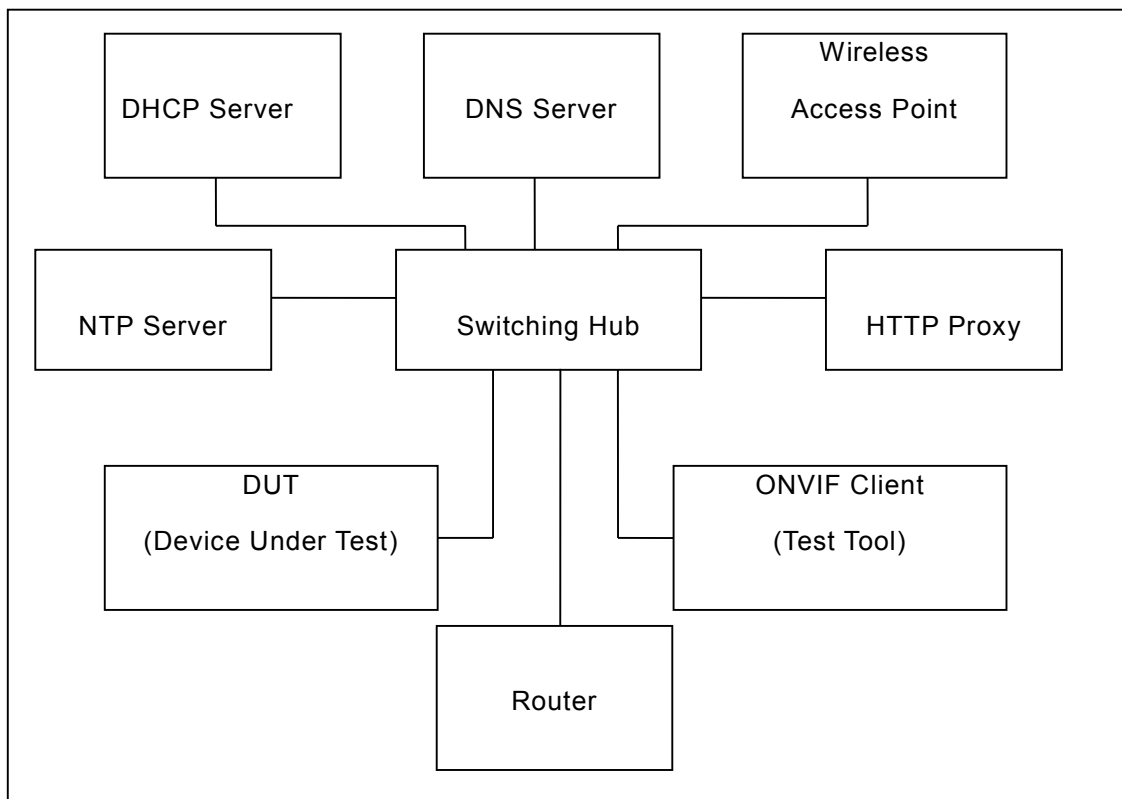 DHCP Server
DNS Server
Wireless
Access Point
NTP Server
Switching Hub
HTTP Proxy
DUT
(Device Under Test)
ONVIF Client
(Test Tool)
Router